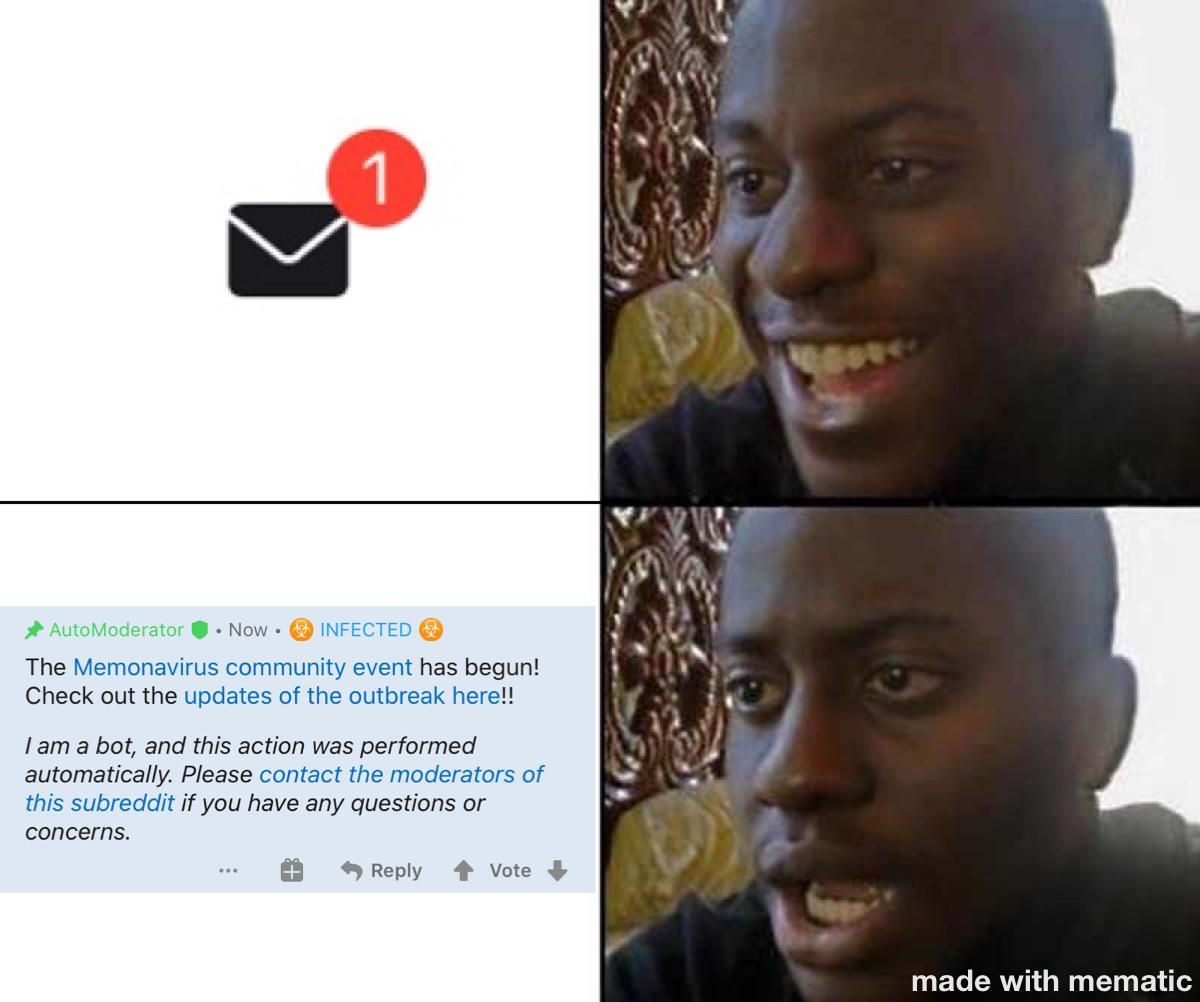 1
AutoModerator • Now • ☣ INFECTED ☣
The Memonavirus community event has begun!
Check out the updates of the outbreak here!!
I am a bot, and this action was performed
automatically. Please contact the moderators of
this subreddit if you have any questions or
concerns.
... Reply Vote
made with mematic